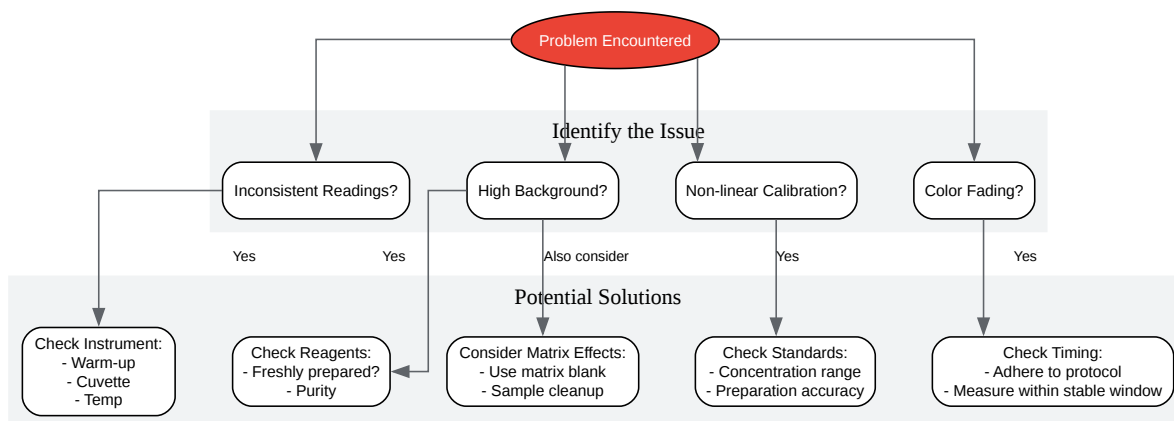 Problem Encountered
Identify the Issue
Inconsistent Readings?
High Background?
Non-linear Calibration?
Color Fading?
Yes
Yes
Also consider
Yes
Yes
Potential Solutions
Check Instrument:
- Warm-up
- Cuvette
- Temp
Check Reagents:
- Freshly prepared?
- Purity
Consider Matrix Effects:
- Use matrix blank
- Sample cleanup
Check Standards:
- Concentration range
- Preparation accuracy
Check Timing:
- Adhere to protocol
- Measure within stable window